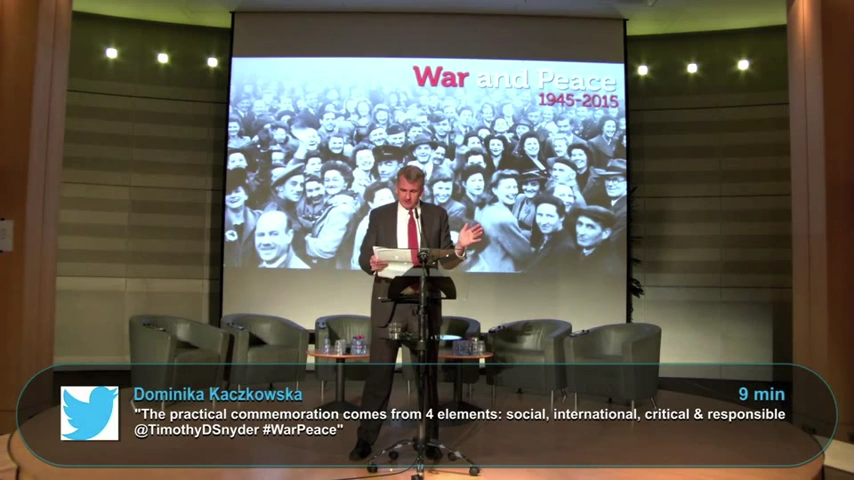 War and Peace
1945-2015
Dominika Kaczkowska
9 min
"The practical commemoration comes from 4 elements: social, international, critical & responsible
@TimothyDSnyder #WarPeace"